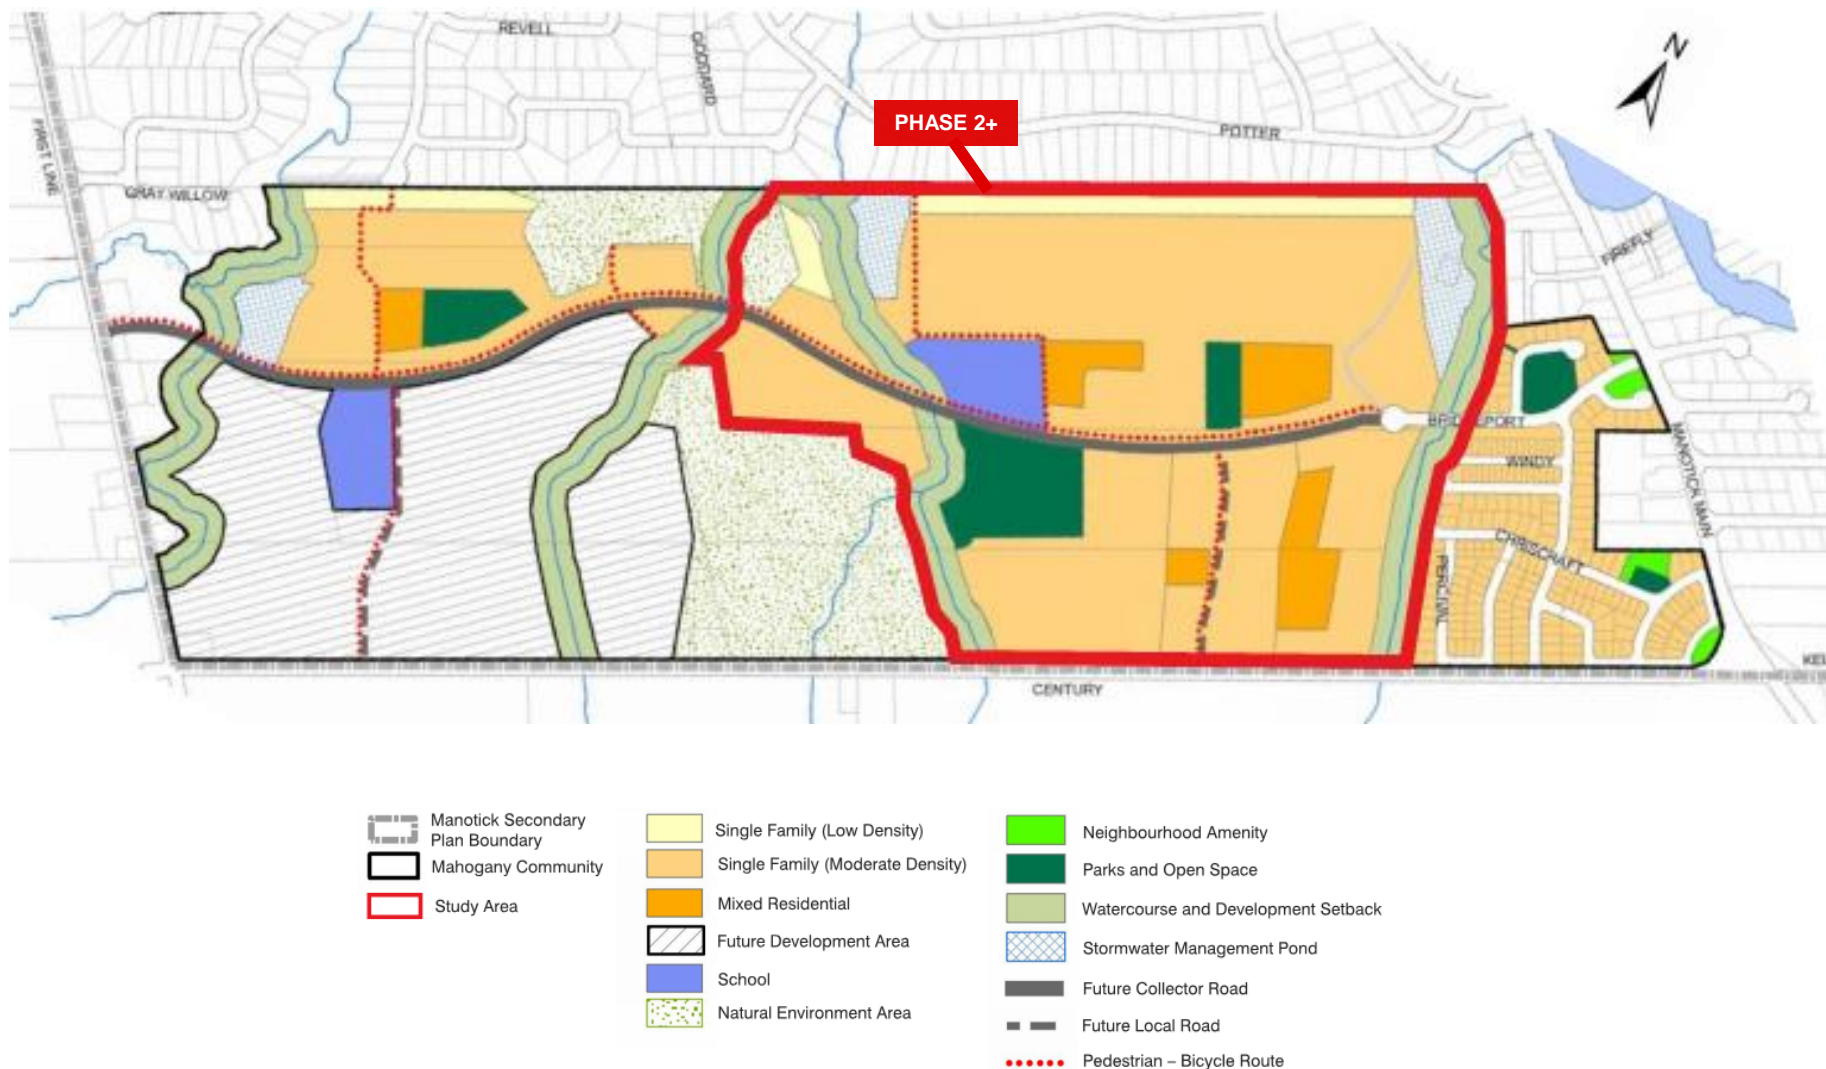 REVELL
GODDARD
N
PHASE 2+
POTTER
FIRST LINE
GRAY WILLOW
FIREFLY
BRIDGEPORT
WINDY
MANOTICK MAIN
CHRISCRAFT
PERCIVAL
CENTURY
Manotick Secondary
Plan Boundary
Mahogany Community
Study Area
Single Family (Low Density)
Single Family (Moderate Density)
Mixed Residential
Future Development Area
School
Natural Environment Area
Neighbourhood Amenity
Parks and Open Space
Watercourse and Development Setback
Stormwater Management Pond
Future Collector Road
Future Local Road
Pedestrian – Bicycle Route